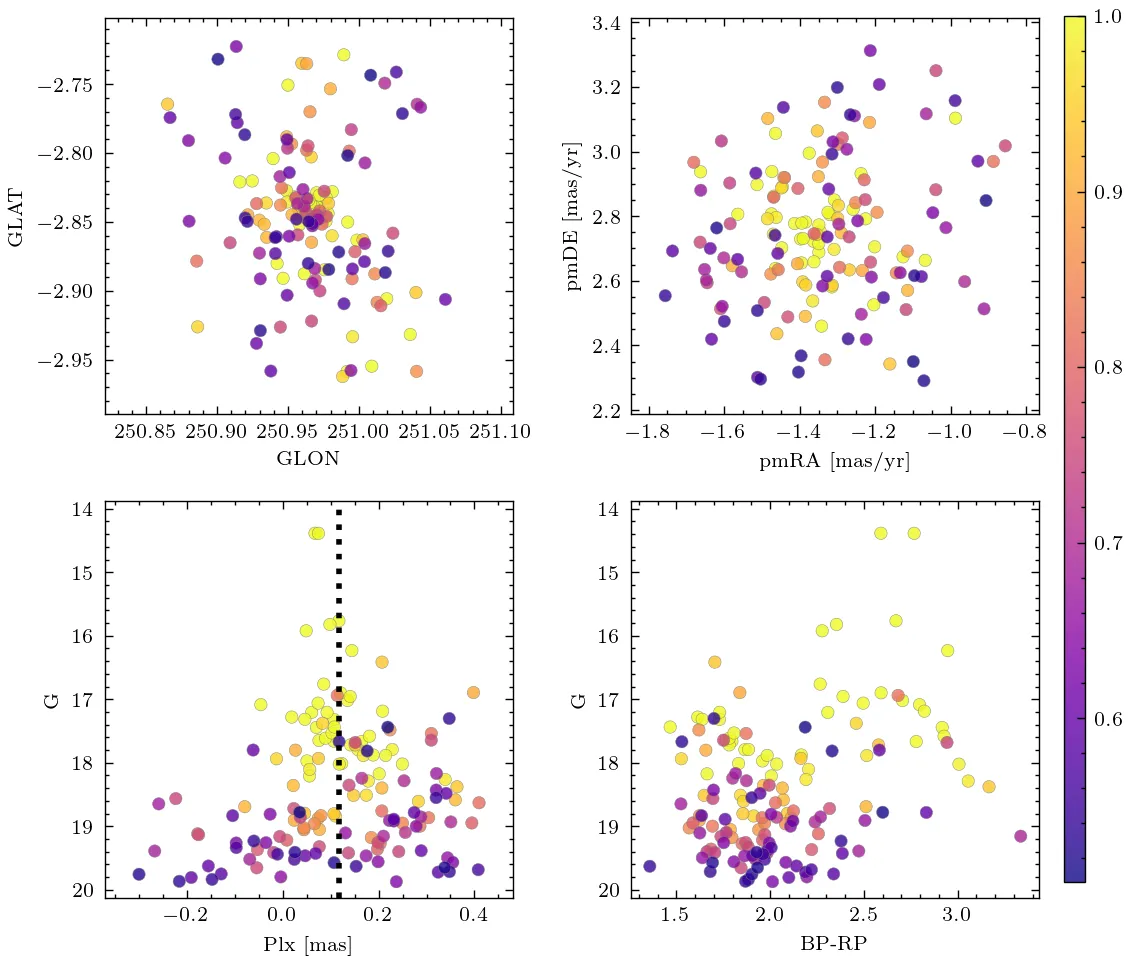 −2.75
−2.80
−2.85
−2.90
−2.95
GLAT
250.85 250.90 250.95 251.00 251.05 251.10
GLON
3.4
3.2
3.0
2.8
2.6
2.4
2.2
pmDE [mas/yr]
−1.8 −1.6 −1.4 −1.2 −1.0 −0.8
pmRA [mas/yr]
14
15
16
17
18
19
20
G
−0.2 0.0 0.2 0.4
Plx [mas]
14
15
16
17
18
19
20
G
1.5 2.0 2.5 3.0
BP-RP
1.0
0.9
0.8
0.7
0.6